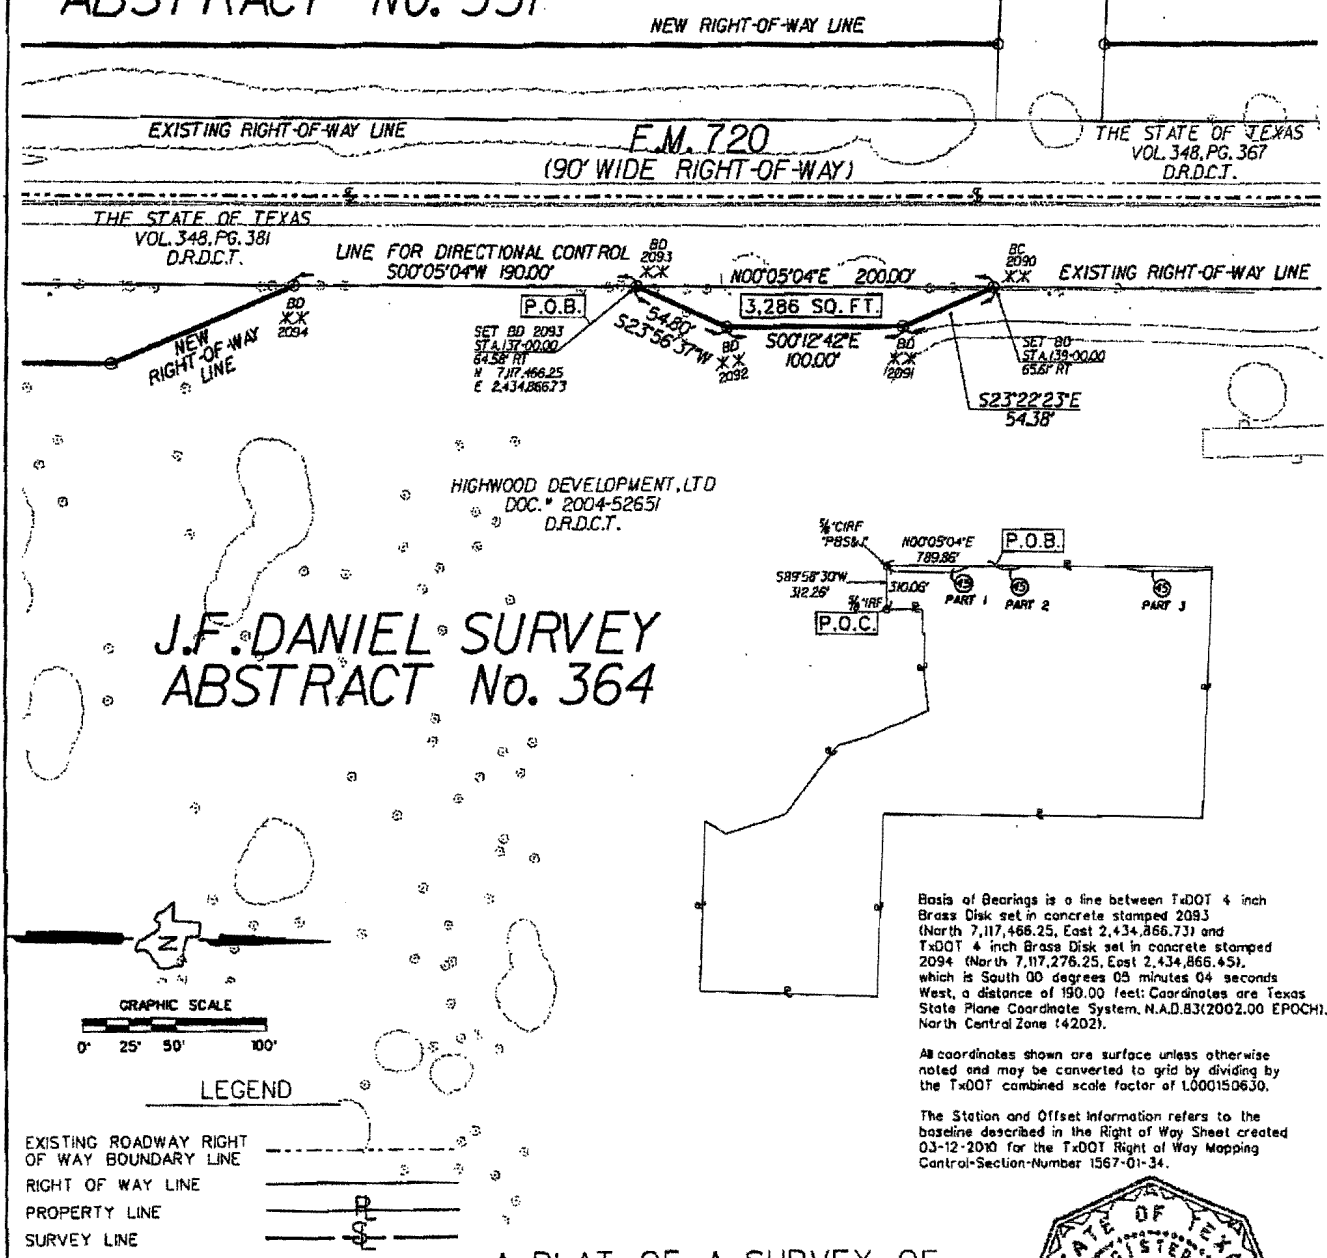 ABSTRACT No. 551
NEW RIGHT-OF-WAY LINE
EXISTING RIGHT-OF-WAY LINE
F.M. 720
(90' WIDE RIGHT-OF-WAY)
THE STATE OF TEXAS
VOL. 348, PG. 367
D.R.D.C.T.
THE STATE OF TEXAS
VOL. 348, PG. 381
D.R.D.C.T.
LINE FOR DIRECTIONAL CONTROL
S00°05'04"W 190.00'
BD
2093
N00°05'04"E 200.00'
BC
2090
EXISTING RIGHT-OF-WAY LINE
P.O.B.
3,286 SQ. FT.
BD
2094
NEW
RIGHT-OF-WAY
LINE
SET BD 2093
STA.137+00.00
64.58' RT
N 7,117,466.25
E 2,434,866.73
54.80'
S23°56'37"W
BD
2092
S00°12'42"E
100.00'
BD
2091
SET BD
STA.139+00.00
65.61' RT
S23°22'23"E
54.38'
HIGHWOOD DEVELOPMENT, LTD
DOC.# 2004-52651
D.R.D.C.T.
5/8"CIRF
"PBS&J"
N00°05'04"E
789.86'
P.O.B.
S89°58'30"W
312.26'
310.06'
5/8"IRF
P.O.C.
45
PART 1
45
PART 2
45
PART 3
J.F. DANIEL SURVEY
ABSTRACT No. 364
N
GRAPHIC SCALE
0' 25' 50' 100'
Basis of Bearings is a line between TxDOT 4 inch
Brass Disk set in concrete stamped 2093
(North 7,117,466.25, East 2,434,866.73) and
TxDOT 4 inch Brass Disk set in concrete stamped
2094 (North 7,117,276.25, East 2,434,866.45),
which is South 00 degrees 05 minutes 04 seconds
West, a distance of 190.00 feet; Coordinates are Texas
State Plane Coordinate System, N.A.D.83(2002.00 EPOCH),
North Central Zone (4202).
All coordinates shown are surface unless otherwise
noted and may be converted to grid by dividing by
the TxDOT combined scale factor of 1.000150630.
The Station and Offset Information refers to the
baseline described in the Right of Way Sheet created
03-12-2010 for the TxDOT Right of Way Mapping
Control-Section-Number 1567-01-34.
LEGEND
EXISTING ROADWAY RIGHT
OF WAY BOUNDARY LINE
RIGHT OF WAY LINE
PROPERTY LINE
SURVEY LINE
A PLAT OF A SURVEY OF
STATE OF TEXAS